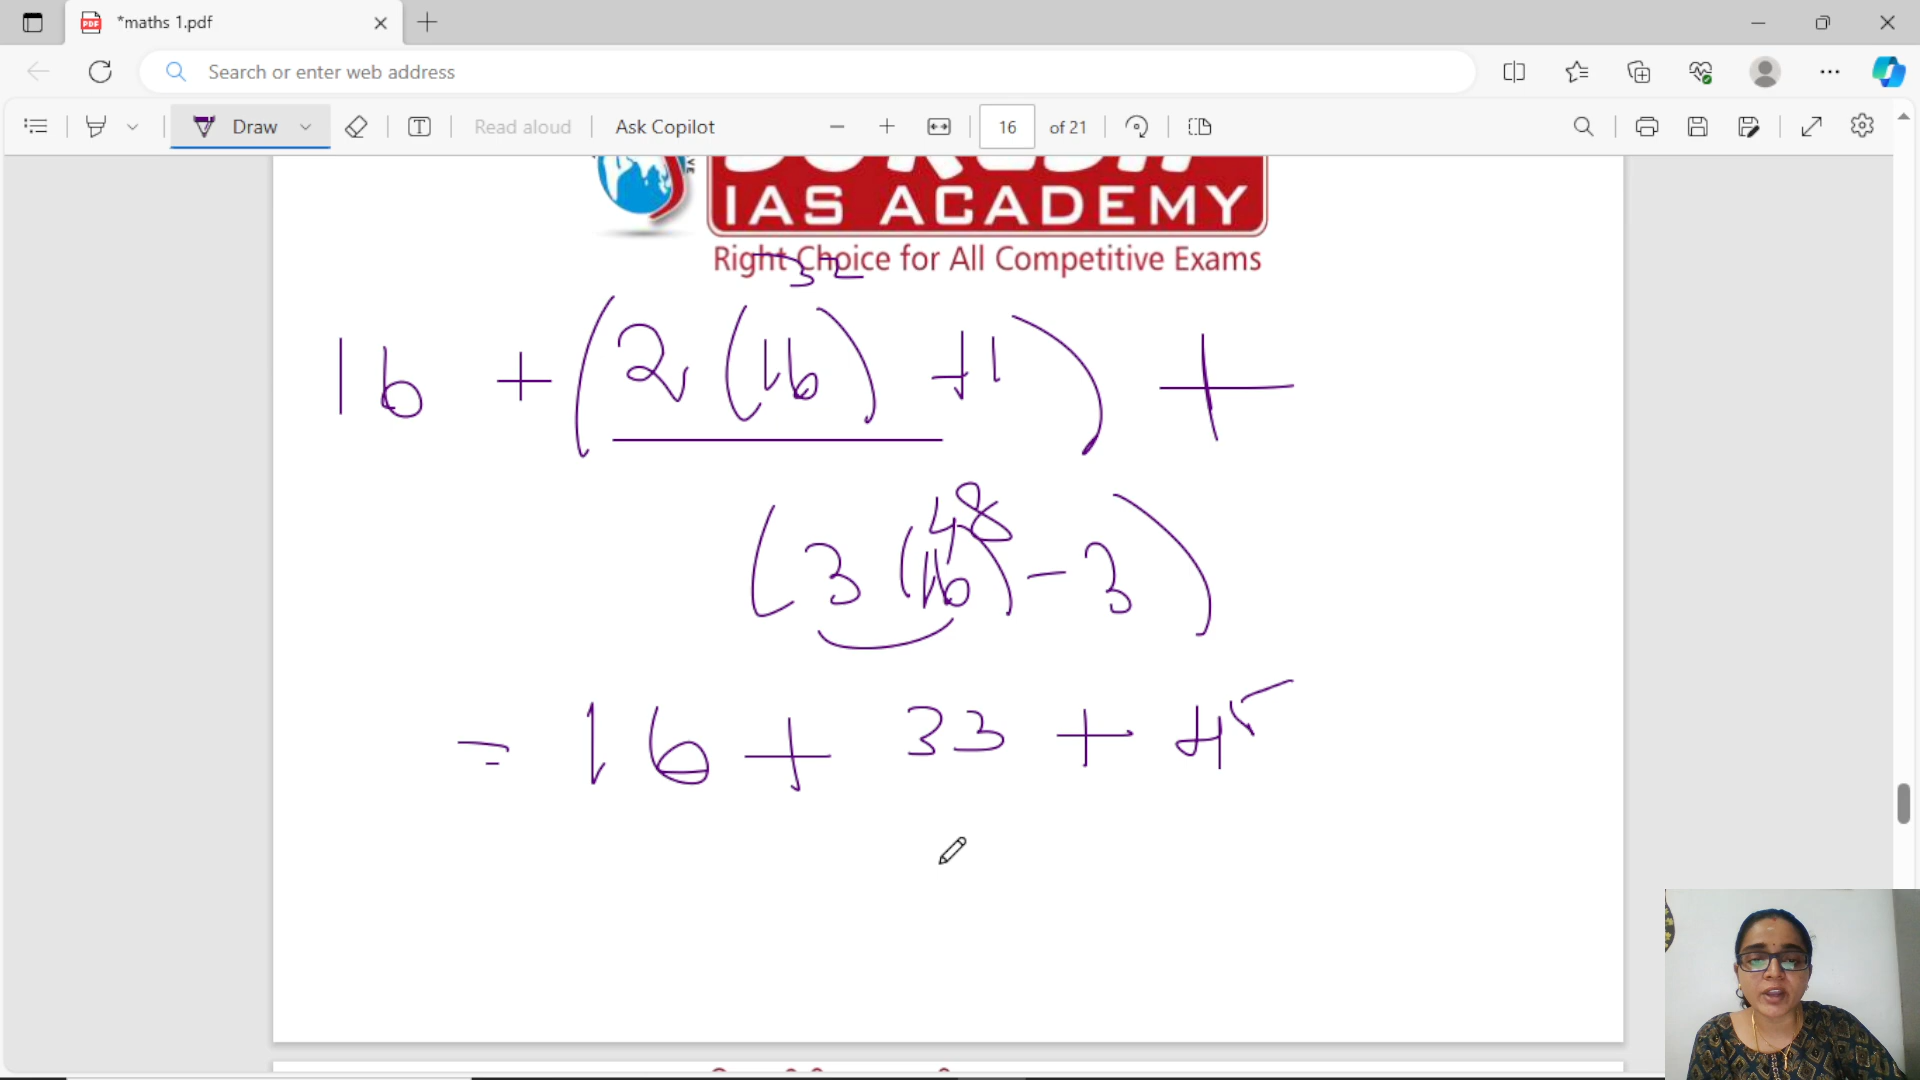 *maths 1.pdf
Search or enter web address
Draw
Read aloud
Ask Copilot
16
of 21
IAS ACADEMY
Right Choice for All Competitive Exams
32
16 + (2(16) +1) +
48
(3(16) - 3)
= 16 + 33 + 45